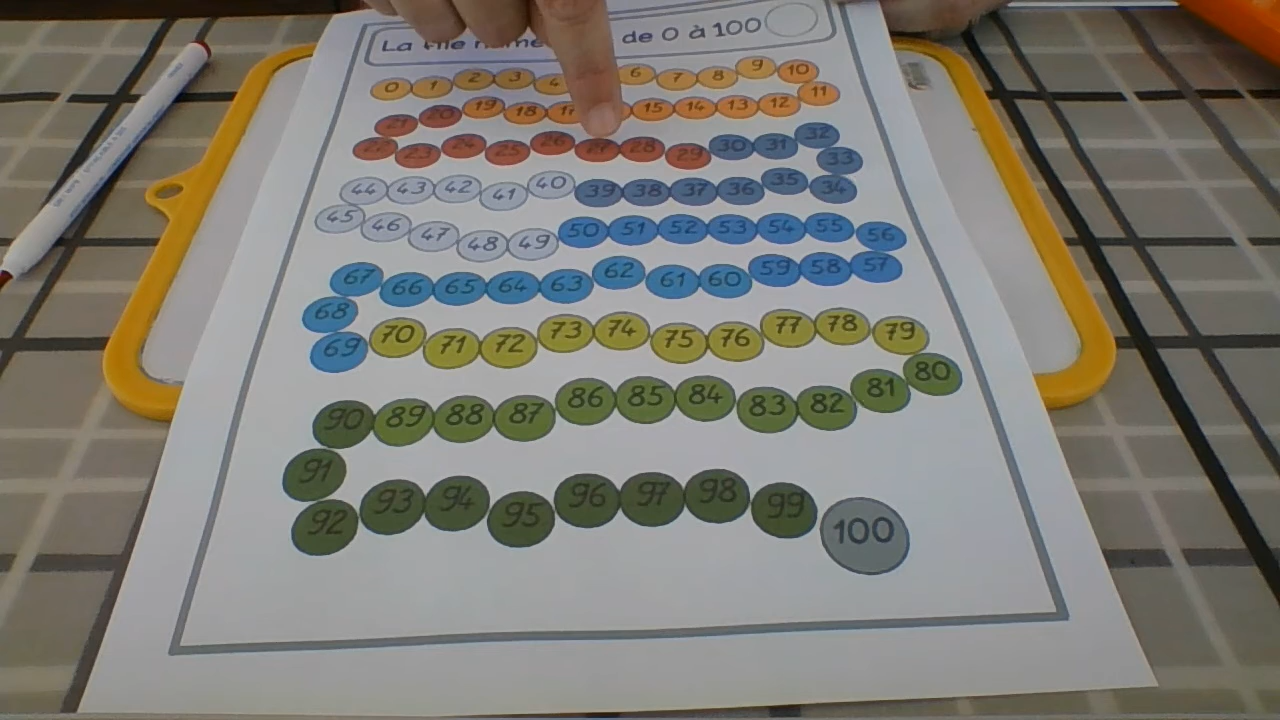 La de 0 à 100
0 1 2 3 4 6 7 8 9 10
21 20 19 18 17 15 14 13 12 11
22 23 24 25 26 27 28 29 30 31 32
33
44 43 42 41 40 39 38 37 36 35 34
45 46 47 48 49 50 51 52 53 54 55 56
67 66 65 64 63 62 61 60 59 58 57
68
69 70 71 72 73 74 75 76 77 78 79
90 89 88 87 86 85 84 83 82 81 80
91
92 93 94 95 96 97 98 99 100